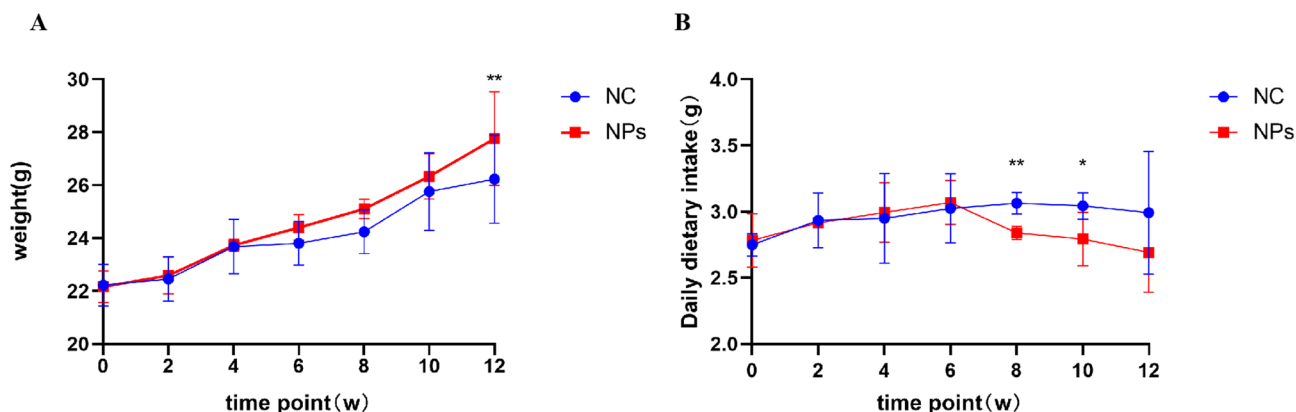 A
weight(g)
30
28
26
24
22
20
**
0 2 4 6 8 10 12
time point(w)
NC
NPs
B
Daily dietary intake(g)
4.0
3.5
3.0
2.5
2.0
**
*
0 2 4 6 8 10 12
time point(w)
NC
NPs